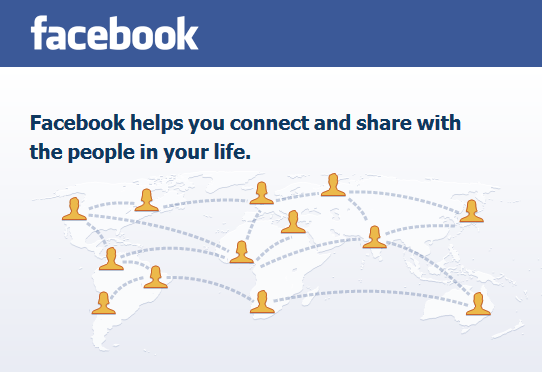 facebook
Facebook helps you connect and share with
the people in your life.